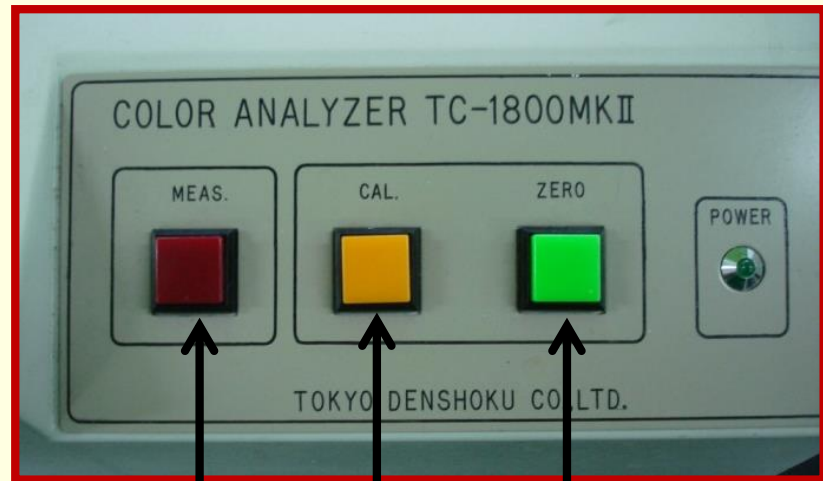 COLOR ANALYZER TC-1800MKⅡ
MEAS.
CAL.
ZERO
POWER
TOKYO DENSHOKU CO.,LTD.